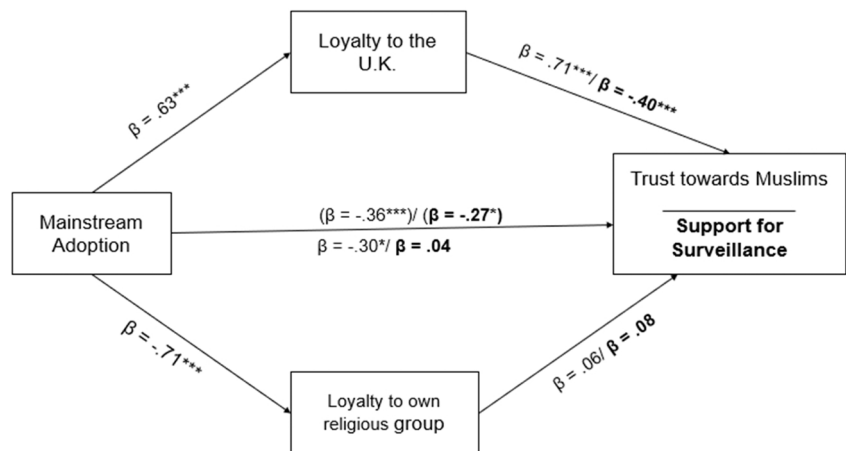 Loyalty to the
U.K.
β = .63***
β = .71***/ β = -.40***
Mainstream
Adoption
(β = -.36***)/ (β = -.27*)
β = -.30*/ β = .04
Trust towards Muslims
Support for
Surveillance
β = -.71***
β = .06/ β = .08
Loyalty to own
religious group